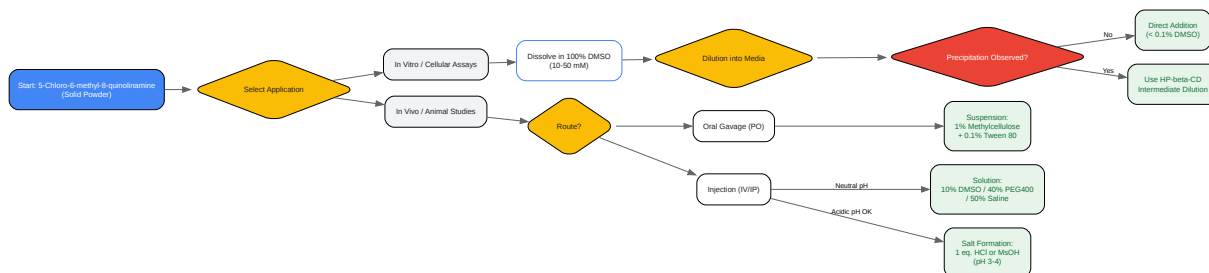 Start: 5-Chloro-6-methyl-8-quinolinamine
(Solid Powder)
Select Application
In Vitro / Cellular Assays
In Vivo / Animal Studies
Dissolve in 100% DMSO
(10-50 mM)
Dilution into Media
Precipitation Observed?
No
Direct Addition
(< 0.1% DMSO)
Yes
Use HP-beta-CD
Intermediate Dilution
Route?
Oral Gavage (PO)
Suspension:
1% Methylcellulose
+ 0.1% Tween 80
Injection (IV/IP)
Neutral pH
Solution:
10% DMSO / 40% PEG400
/ 50% Saline
Acidic pH OK
Salt Formation:
1 eq. HCl or MsOH
(pH 3-4)